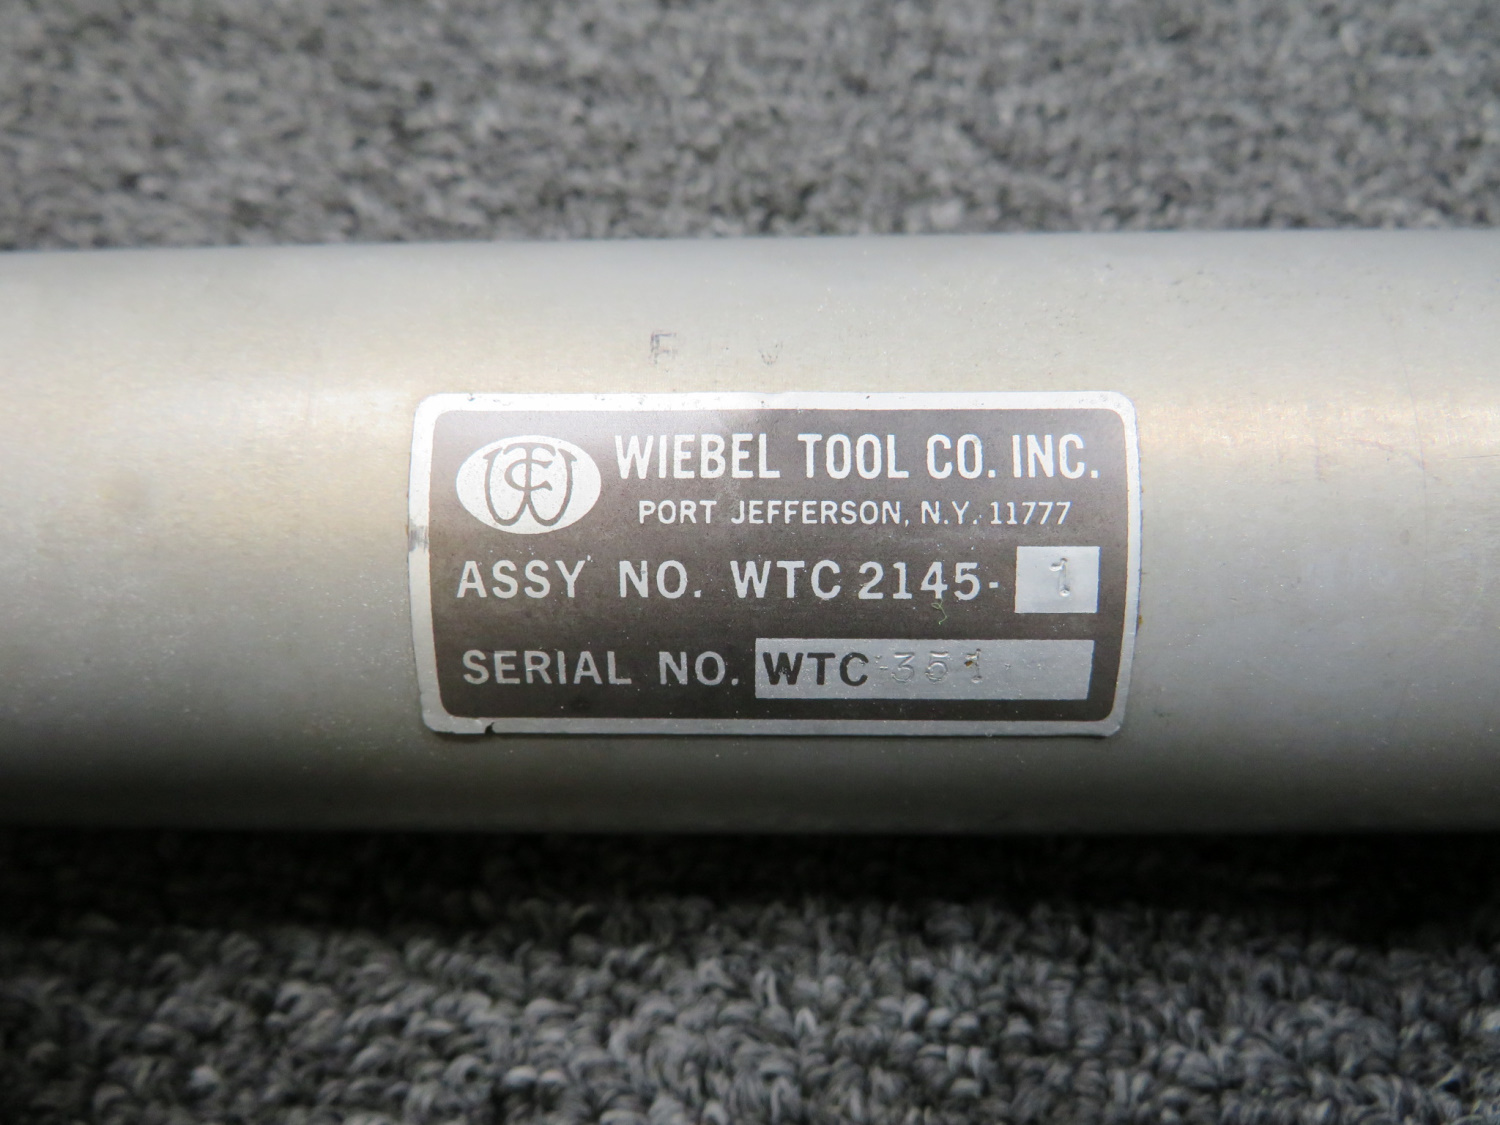 WIEBEL TOOL CO. INC.
PORT JEFFERSON, N.Y. 11777
ASSY NO. WTC 2145-1
SERIAL NO. WTC-351